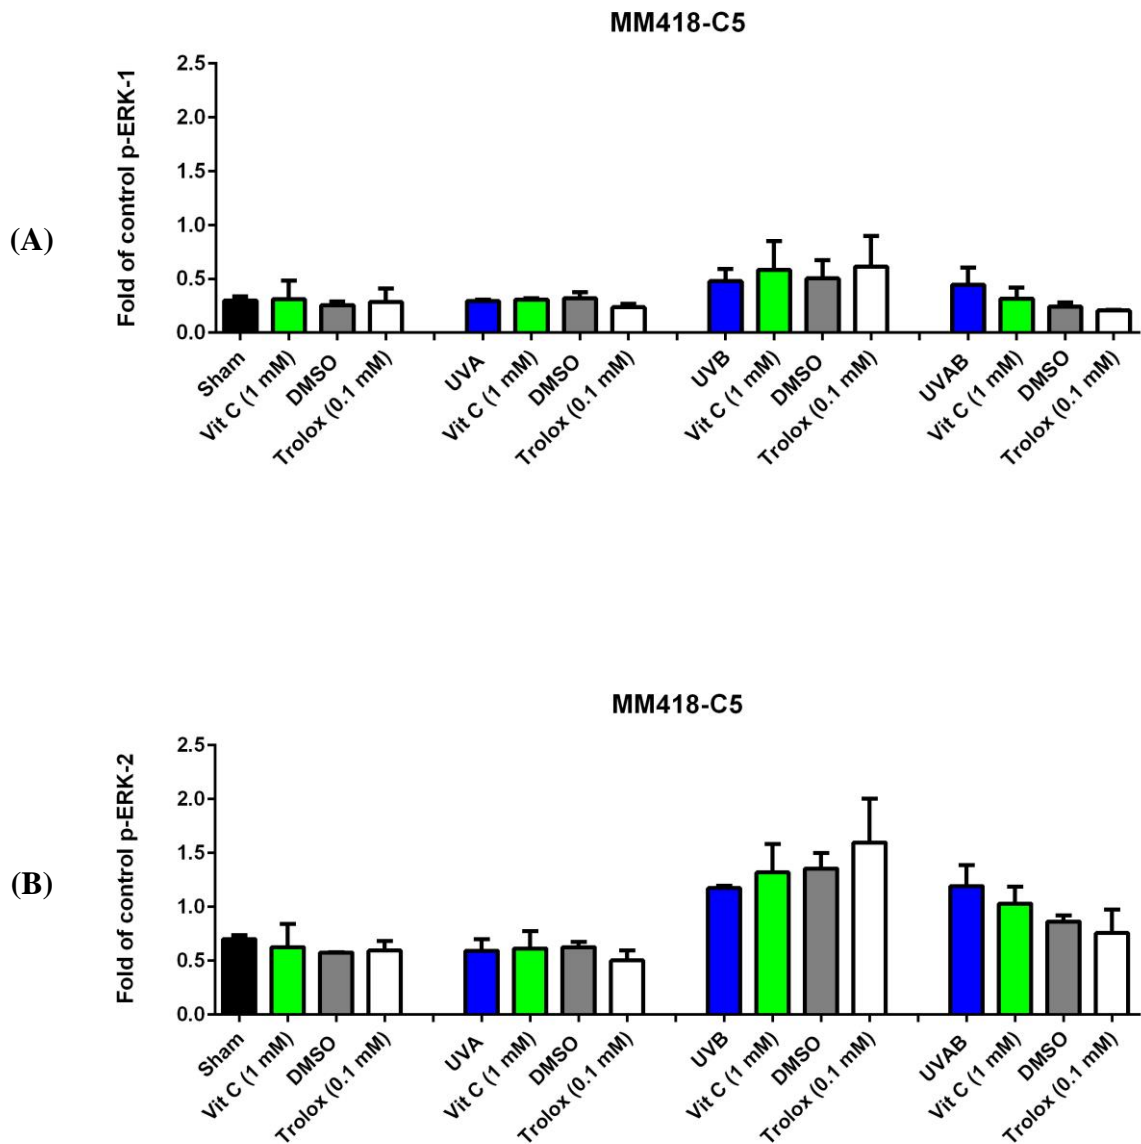 MM418-C5
Fold of control p-ERK-1
2.5
2.0
1.5
1.0
0.5
0.0
(A)
Sham
Vit C (1 mM)
DMSO
Trolox (0.1 mM)
UVA
Vit C (1 mM)
DMSO
Trolox (0.1 mM)
UVB
Vit C (1 mM)
DMSO
Trolox (0.1 mM)
UVAB
Vit C (1 mM)
DMSO
Trolox (0.1 mM)
MM418-C5
Fold of control p-ERK-2
2.5
2.0
1.5
1.0
0.5
0.0
(B)
Sham
Vit C (1 mM)
DMSO
Trolox (0.1 mM)
UVA
Vit C (1 mM)
DMSO
Trolox (0.1 mM)
UVB
Vit C (1 mM)
DMSO
Trolox (0.1 mM)
UVAB
Vit C (1 mM)
DMSO
Trolox (0.1 mM)